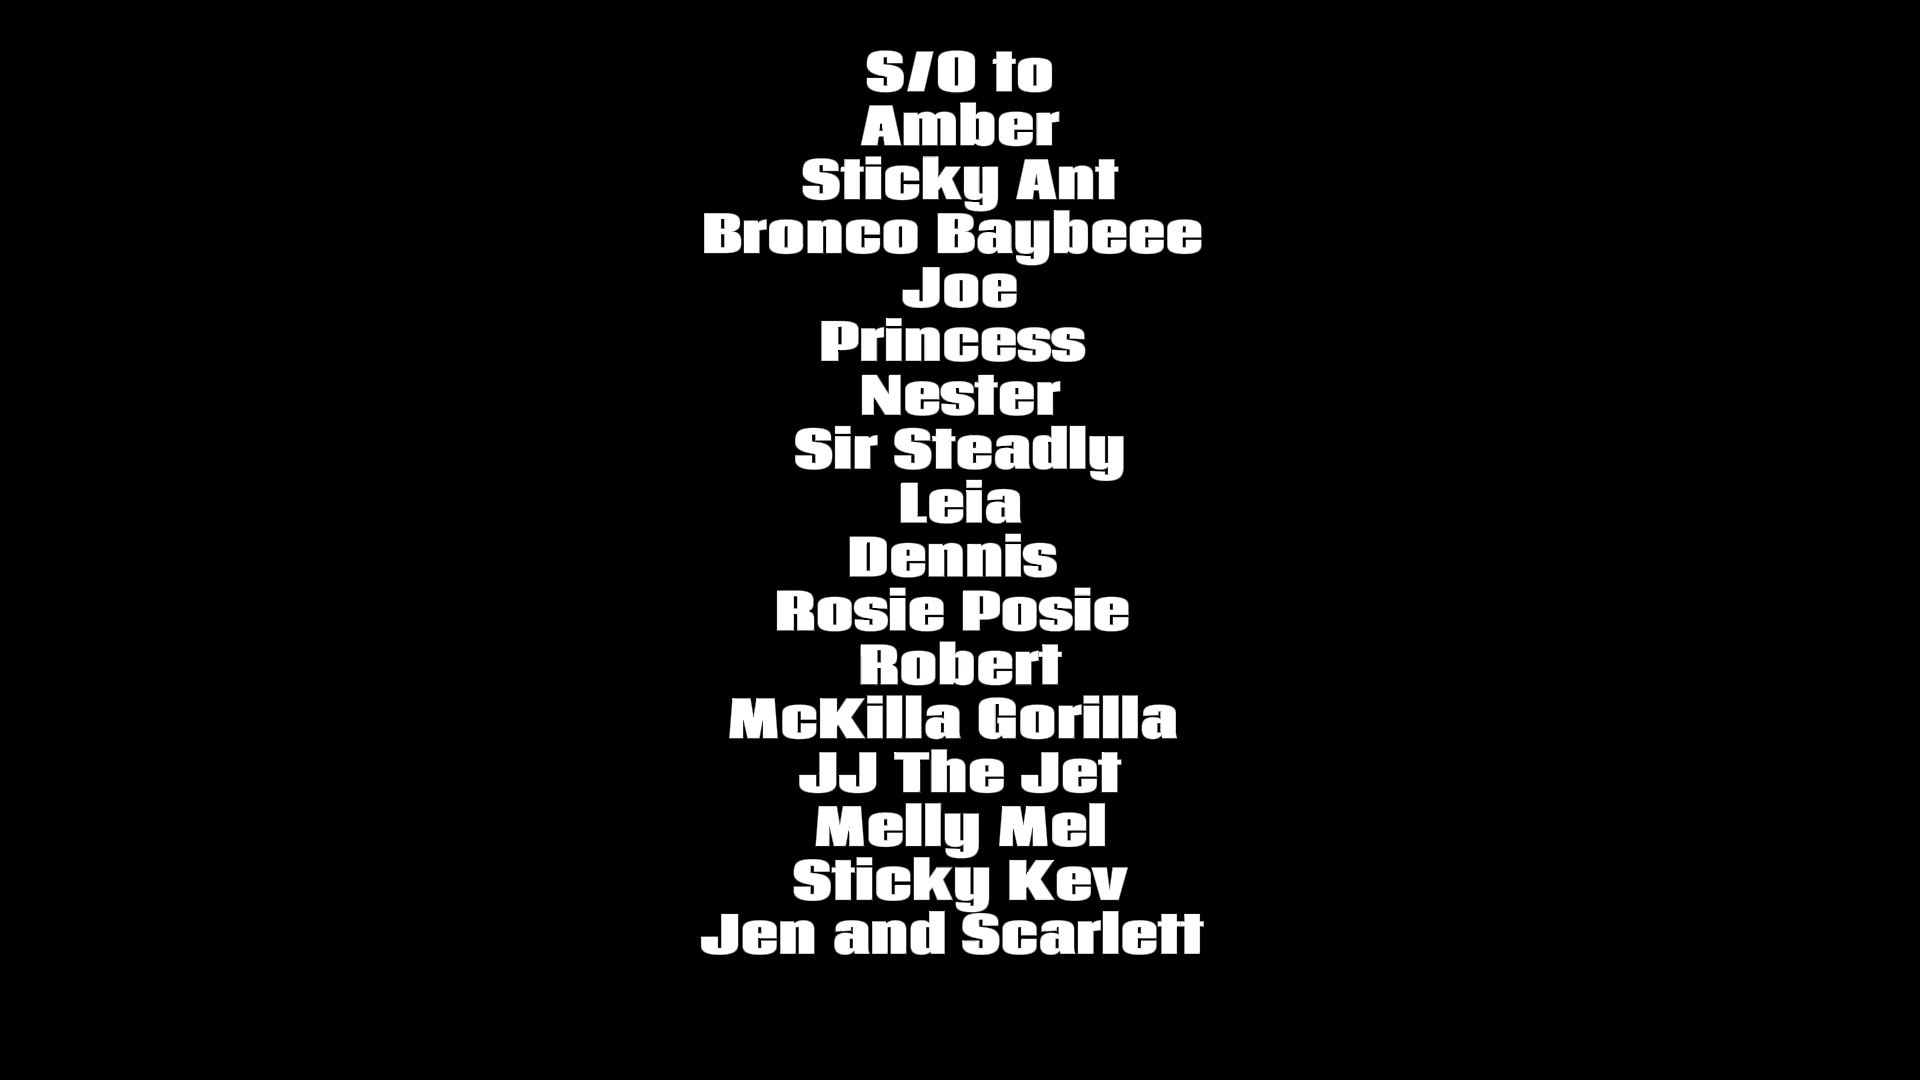 S/O to
Amber
Sticky Ant
Bronco Baybeee
Joe
Princess
Nester
Sir Steadly
Leia
Dennis
Rosie Posie
Robert
McKilla Gorilla
JJ The Jet
Melly Mel
Sticky Kev
Jen and Scarlett